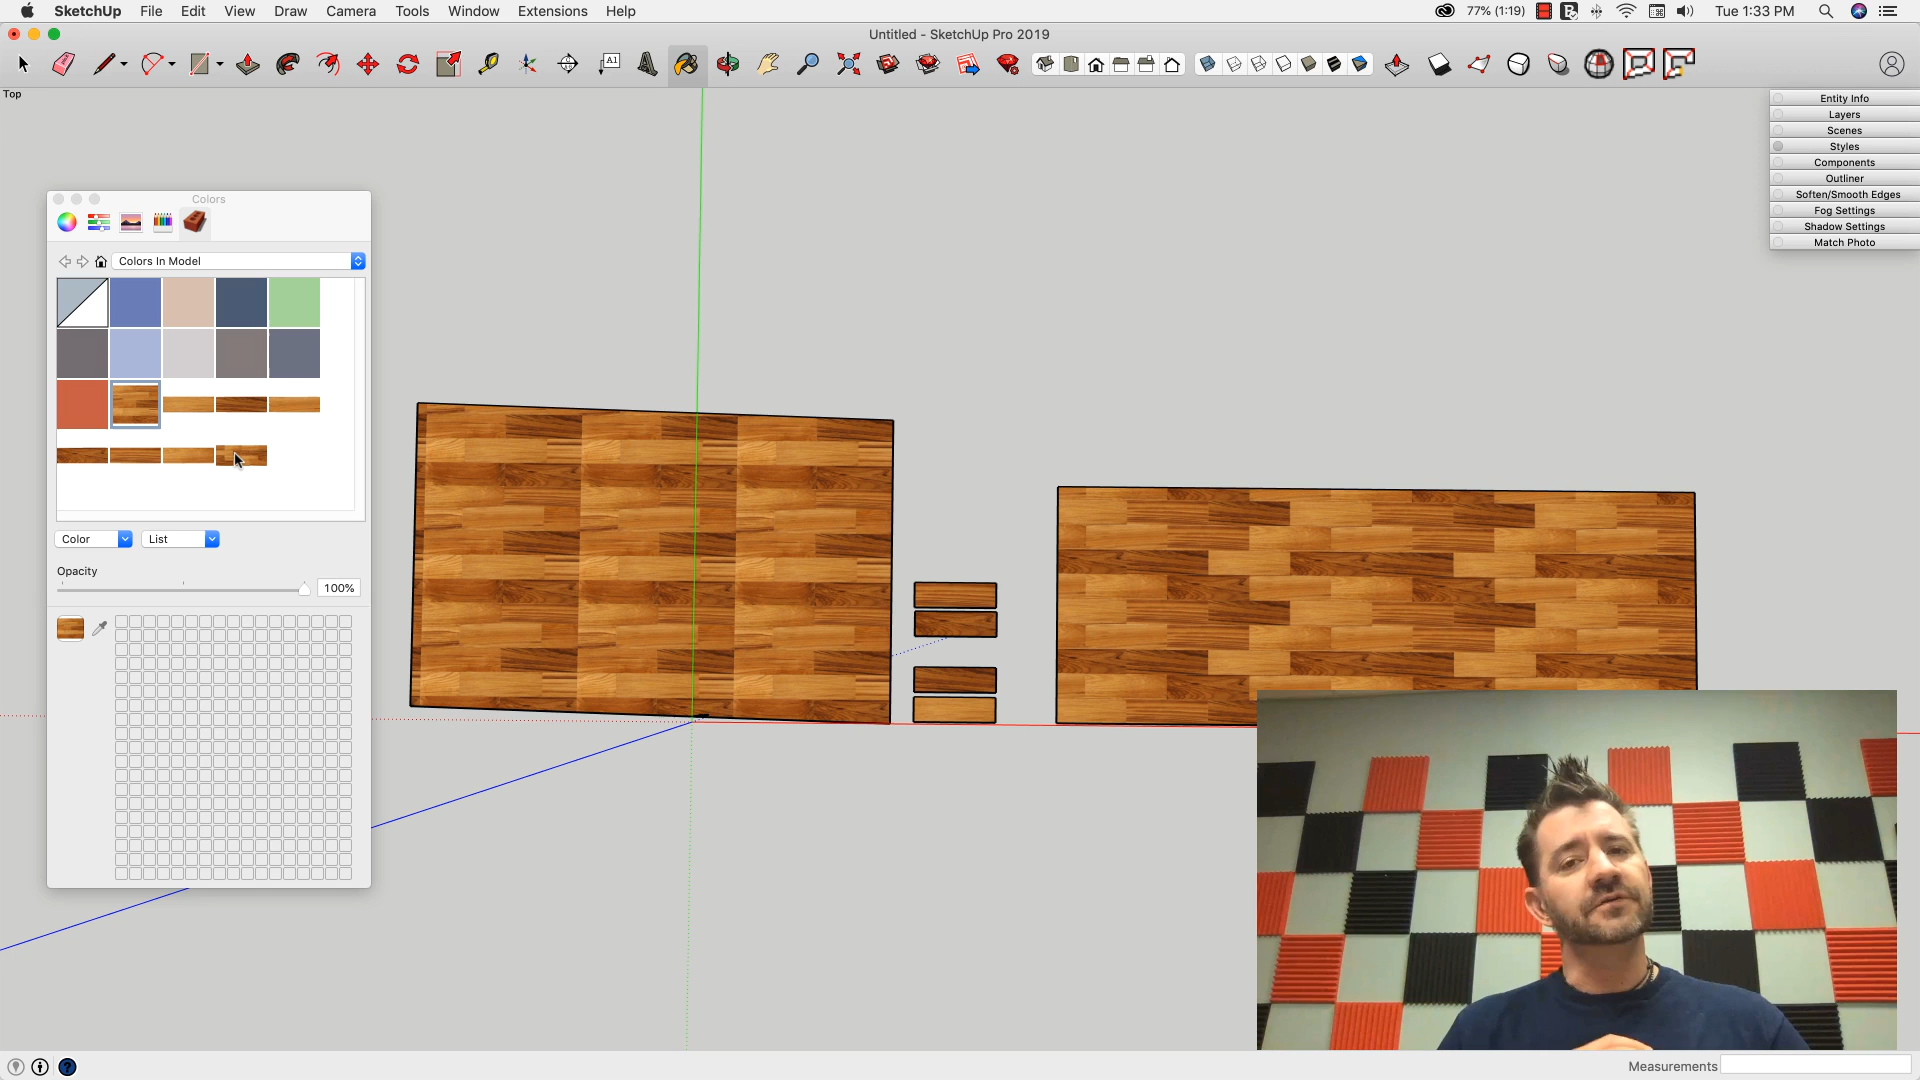 SketchUp File Edit View Draw Camera Tools Window Extensions Help 77% (1:19) Tue 1:33 PM
Untitled - SketchUp Pro 2019
A1
Top
Entity Info
Layers
Scenes
Styles
Components
Outliner
Soften/Smooth Edges
Fog Settings
Shadow Settings
Match Photo
Colors
Colors In Model
Color List
Opacity
100%
Measurements